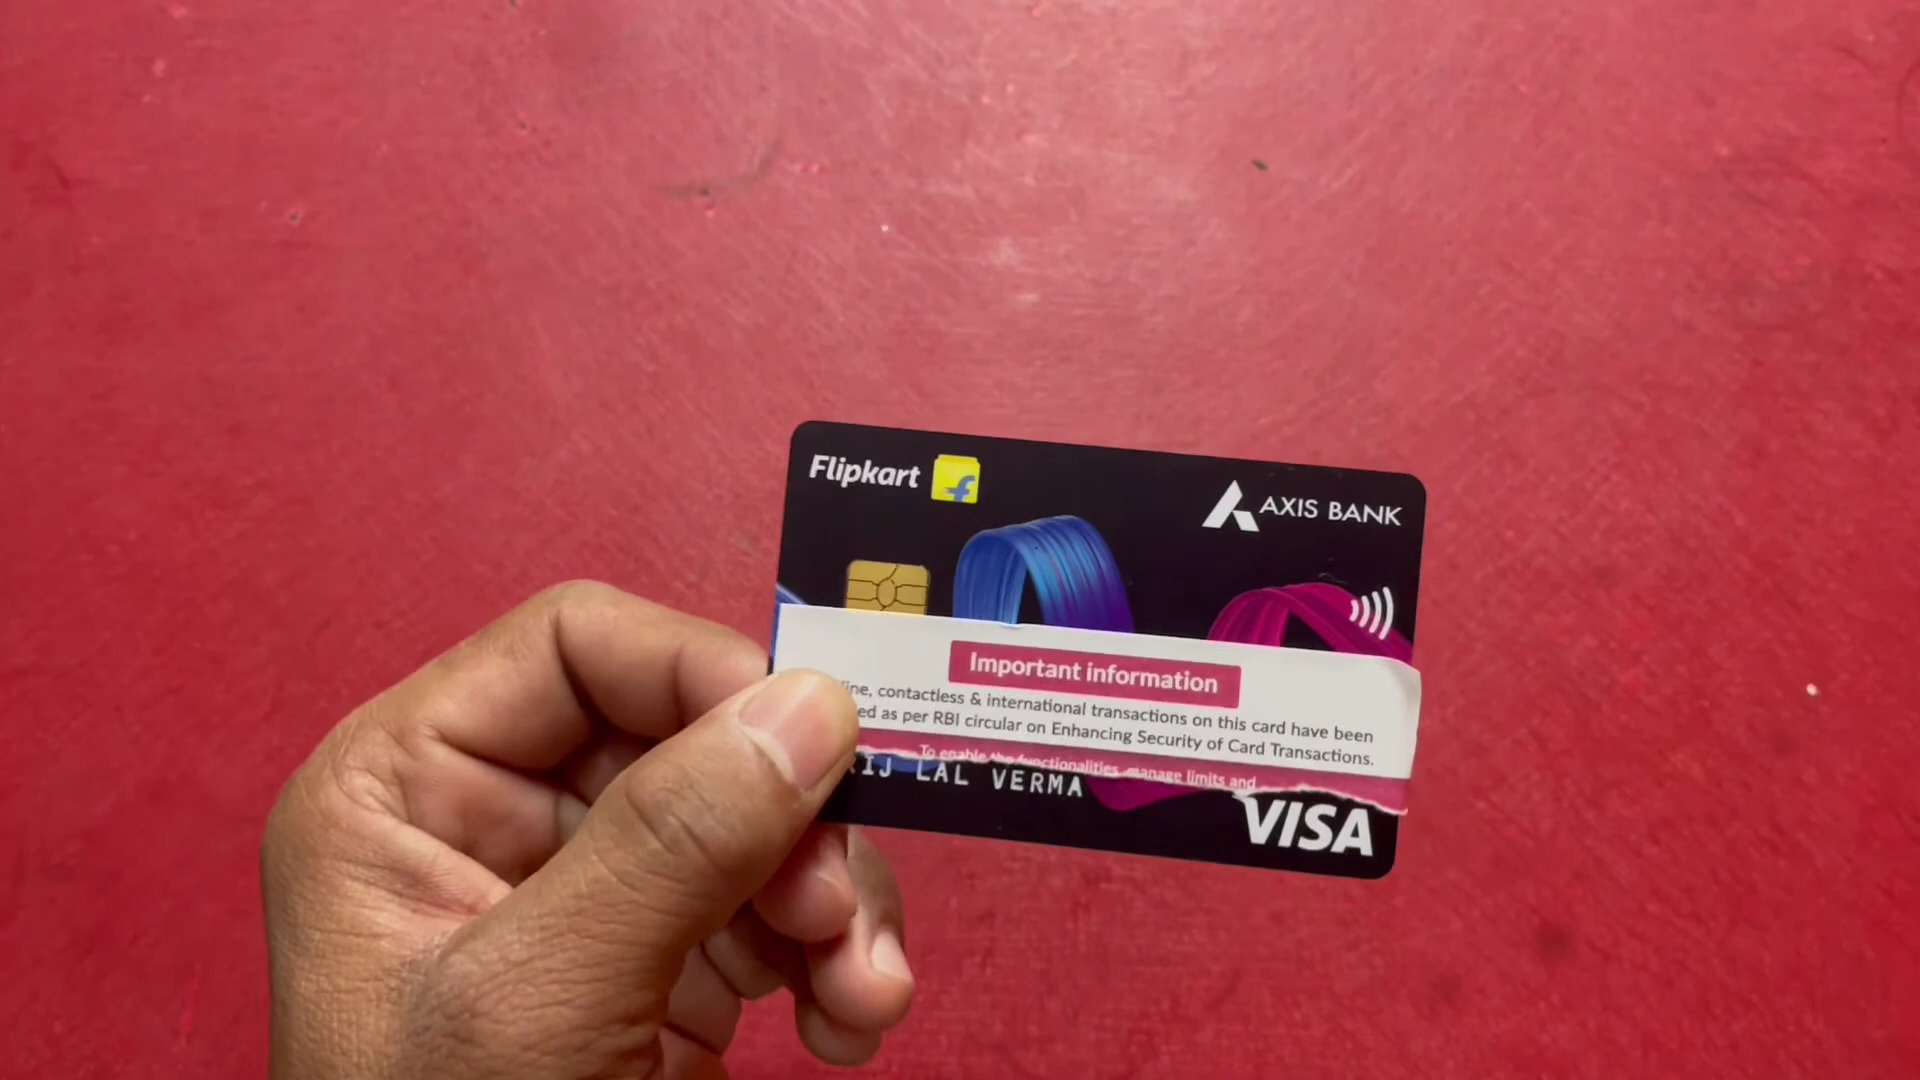 Flipkart
AXIS BANK
Important information
contactless & international transactions on this card have been
as per RBI circular on Enhancing Security of Card Transactions.
To enable the functionalities, manage limits and
LAL VERMA
VISA